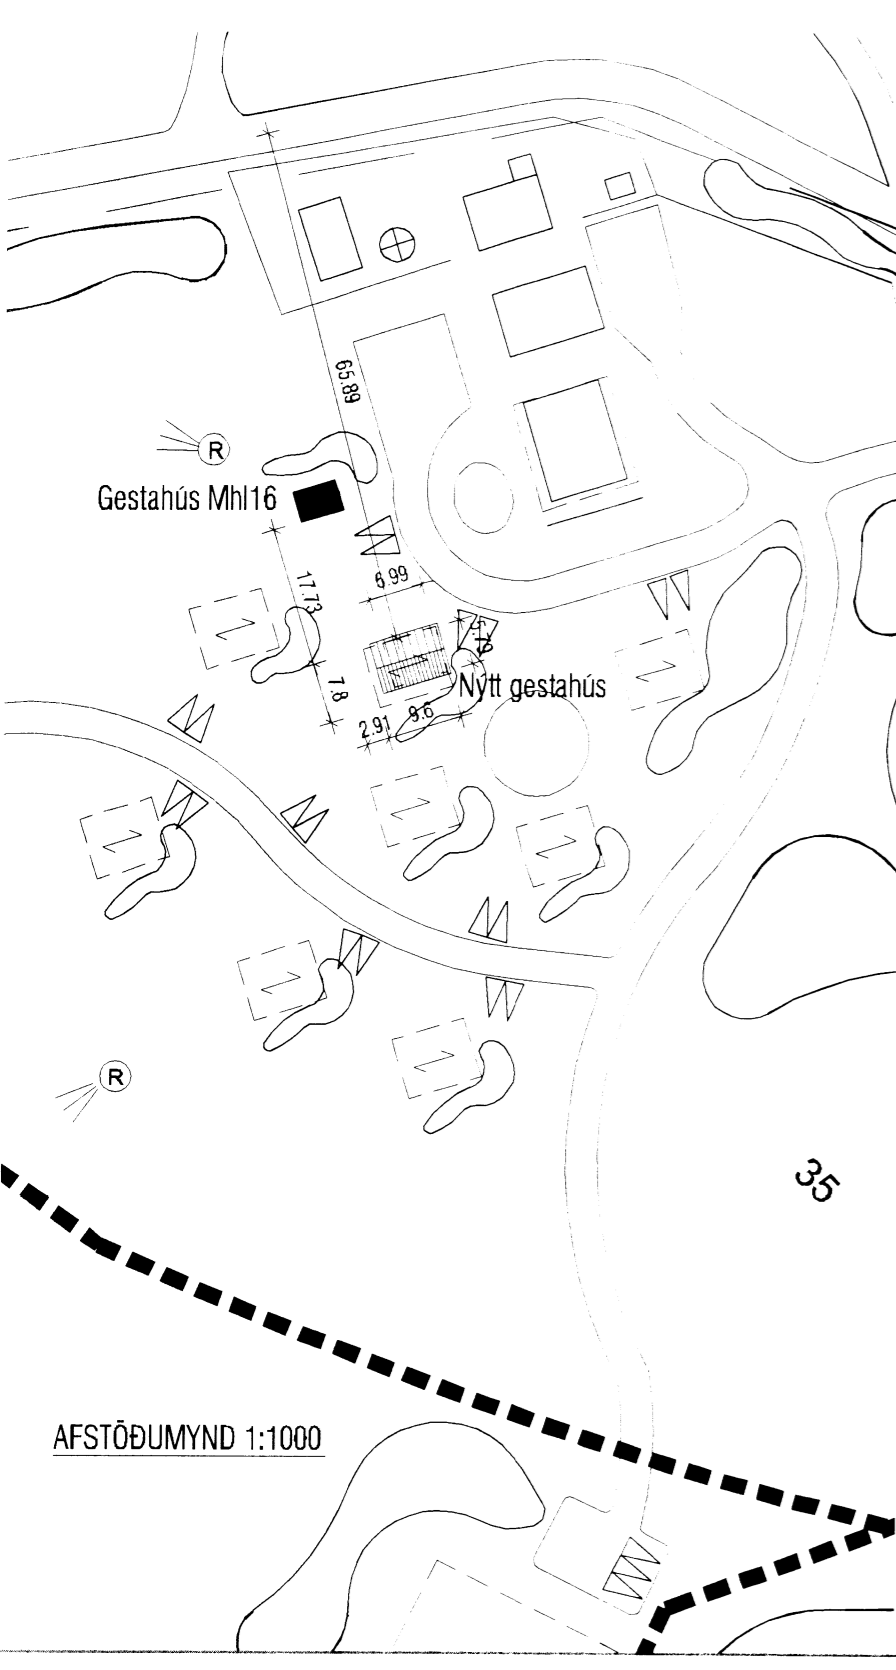 65.89
R
Gestahús Mhl16
17.73
6.99
5.79
7.8
Nýtt gestahús
2.91
9.6
R
35
AFSTÖÐUMYND 1:1000